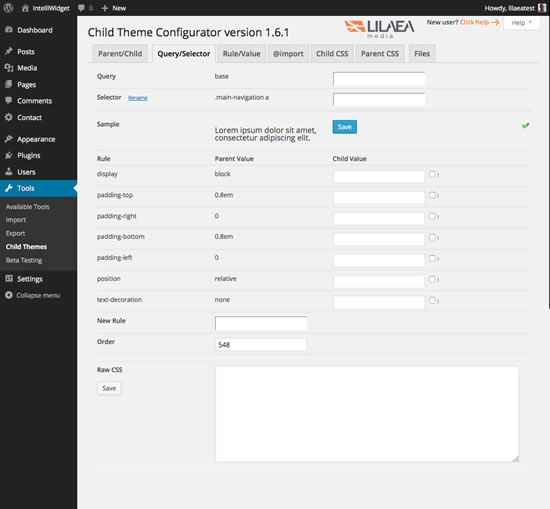 IntelliWidget 0 + New Howdy, lilaeatest
Dashboard
Posts
Media
Pages
Comments
Contact
Appearance
Plugins
Users
Tools
Available Tools
Import
Export
Child Themes
Beta Testing
Settings
Collapse menu
Child Theme Configurator version 1.6.1
LILAEA
media
New user? Click help
Help
Parent/Child Query/Selector Rule/Value @import Child CSS Parent CSS Files
Query base
Selector Rename .main-navigation a
Sample
Lorem ipsum dolor sit amet,
consectetur adipiscing elit.
Save
Rule Parent Value Child Value
display block !
padding-top 0.8em !
padding-right 0 !
padding-bottom 0.8em !
padding-left 0 !
position relative !
text-decoration none !
New Rule
Order 548
Raw CSS
Save